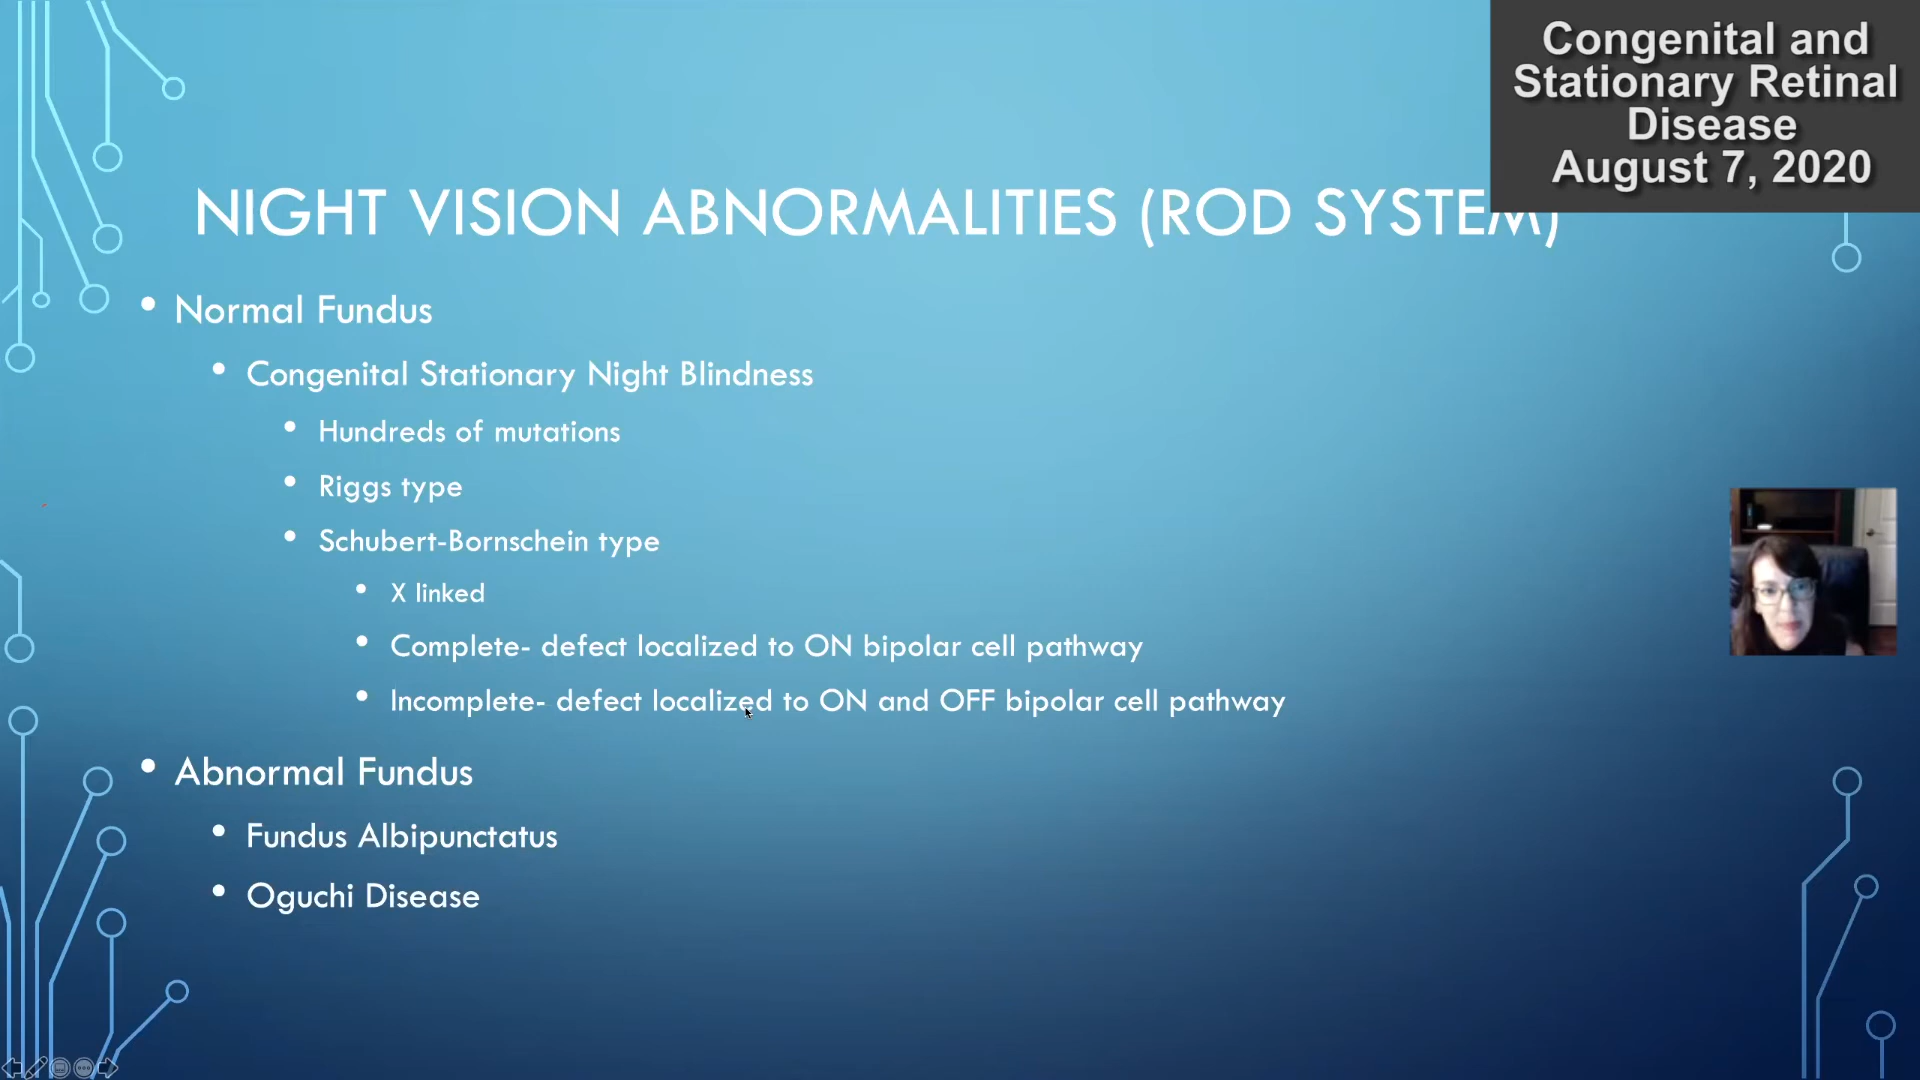 Congenital and
Stationary Retinal
Disease
August 7, 2020
NIGHT VISION ABNORMALITIES (ROD SYSTEM)
Normal Fundus
Congenital Stationary Night Blindness
Hundreds of mutations
Riggs type
Schubert-Bornschein type
X linked
Complete- defect localized to ON bipolar cell pathway
Incomplete- defect localized to ON and OFF bipolar cell pathway
Abnormal Fundus
Fundus Albipunctatus
Oguchi Disease